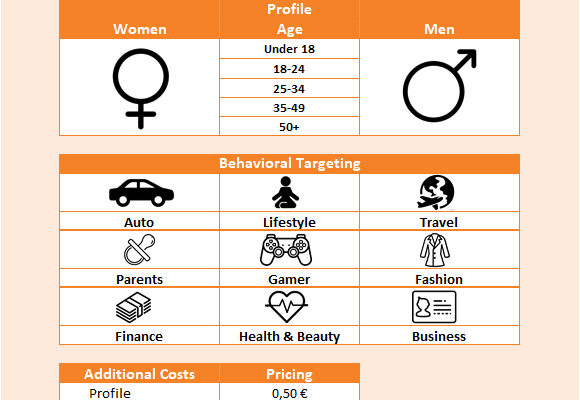 Profile
Women Age Men
Under 18
18-24
25-34
35-49
50+
Behavioral Targeting
Auto Lifestyle Travel
Parents Gamer Fashion
Finance Health & Beauty Business
Additional Costs Pricing
Profile 0,50 €